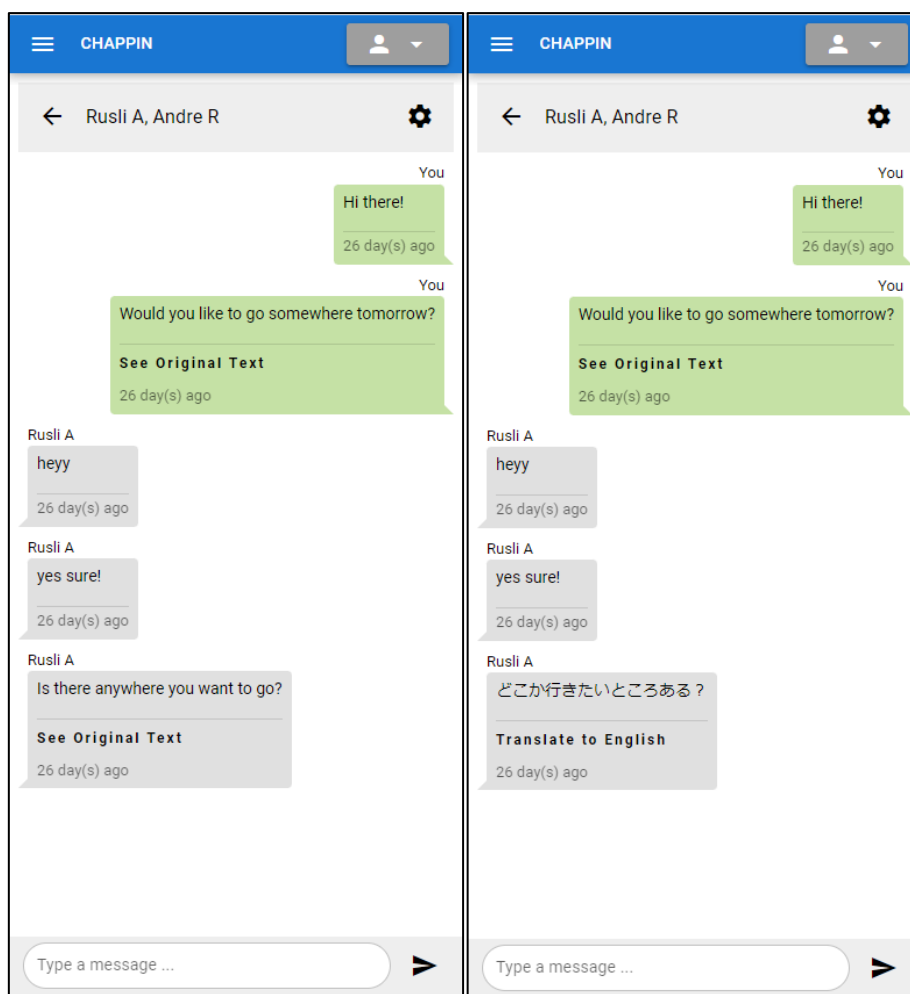 CHAPPIN
Rusli A, Andre R
You
Hi there!
26 day(s) ago
You
Would you like to go somewhere tomorrow?
See Original Text
26 day(s) ago
Rusli A
heyy
26 day(s) ago
Rusli A
yes sure!
26 day(s) ago
Rusli A
Is there anywhere you want to go?
See Original Text
26 day(s) ago
Type a message ...
CHAPPIN
Rusli A, Andre R
You
Hi there!
26 day(s) ago
You
Would you like to go somewhere tomorrow?
See Original Text
26 day(s) ago
Rusli A
heyy
26 day(s) ago
Rusli A
yes sure!
26 day(s) ago
Rusli A
どこか行きたいところある？
Translate to English
26 day(s) ago
Type a message ...